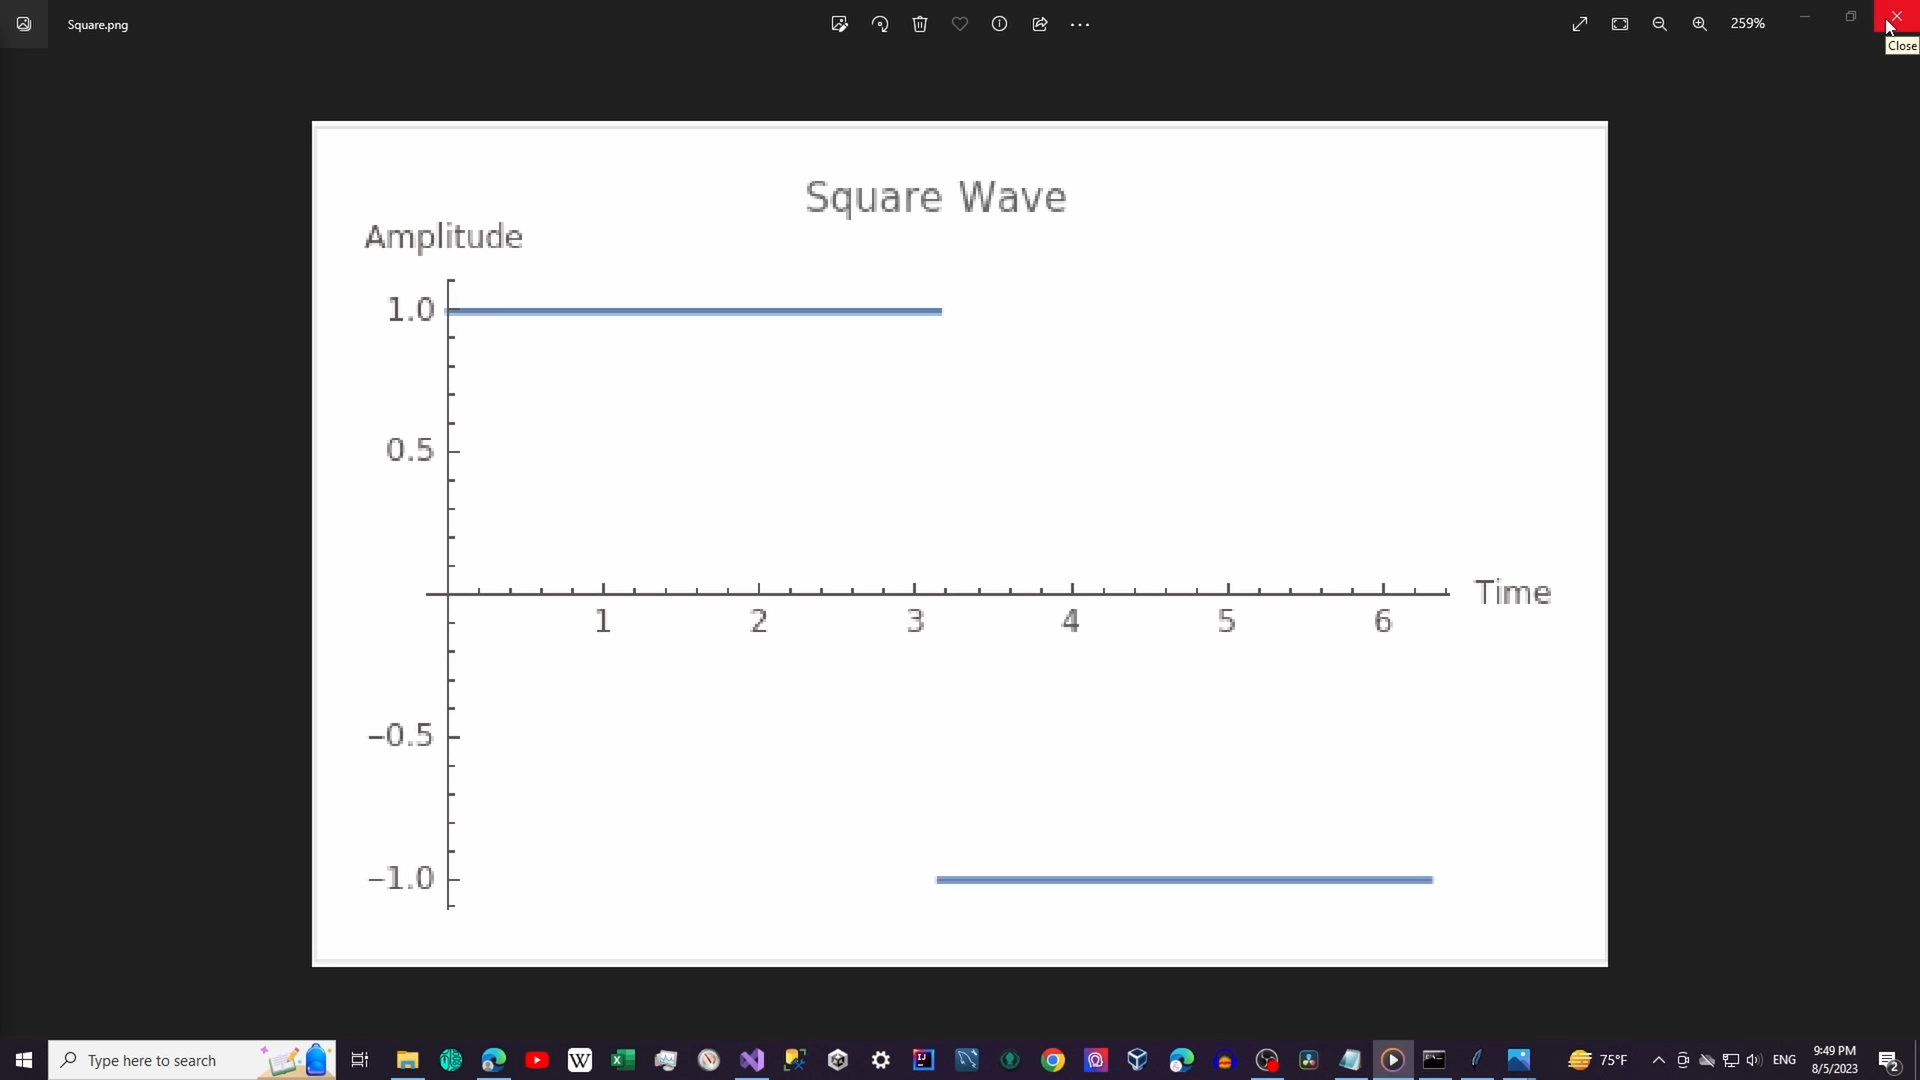 Square.png
259%
Close
Square Wave
Amplitude
1.0
0.5
Time
1 2 3 4 5 6
−0.5
−1.0
Type here to search
75°F
ENG
9:49 PM
8/5/2023
2